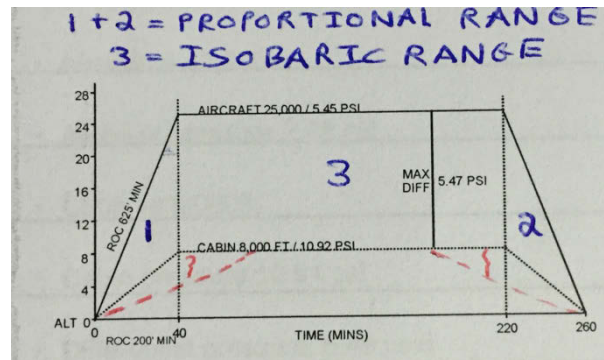 1+2 = PROPORTIONAL RANGE
3 = ISOBARIC RANGE
28
24
20
16
12
8
4
ALT 0
AIRCRAFT 25,000 / 5.45 PSI
ROC 625' MIN
1
3
MAX
DIFF
5.47 PSI
2
CABIN 8,000 FT / 10.92 PSI
0
ROC 200' MIN
40
TIME (MINS)
220
260